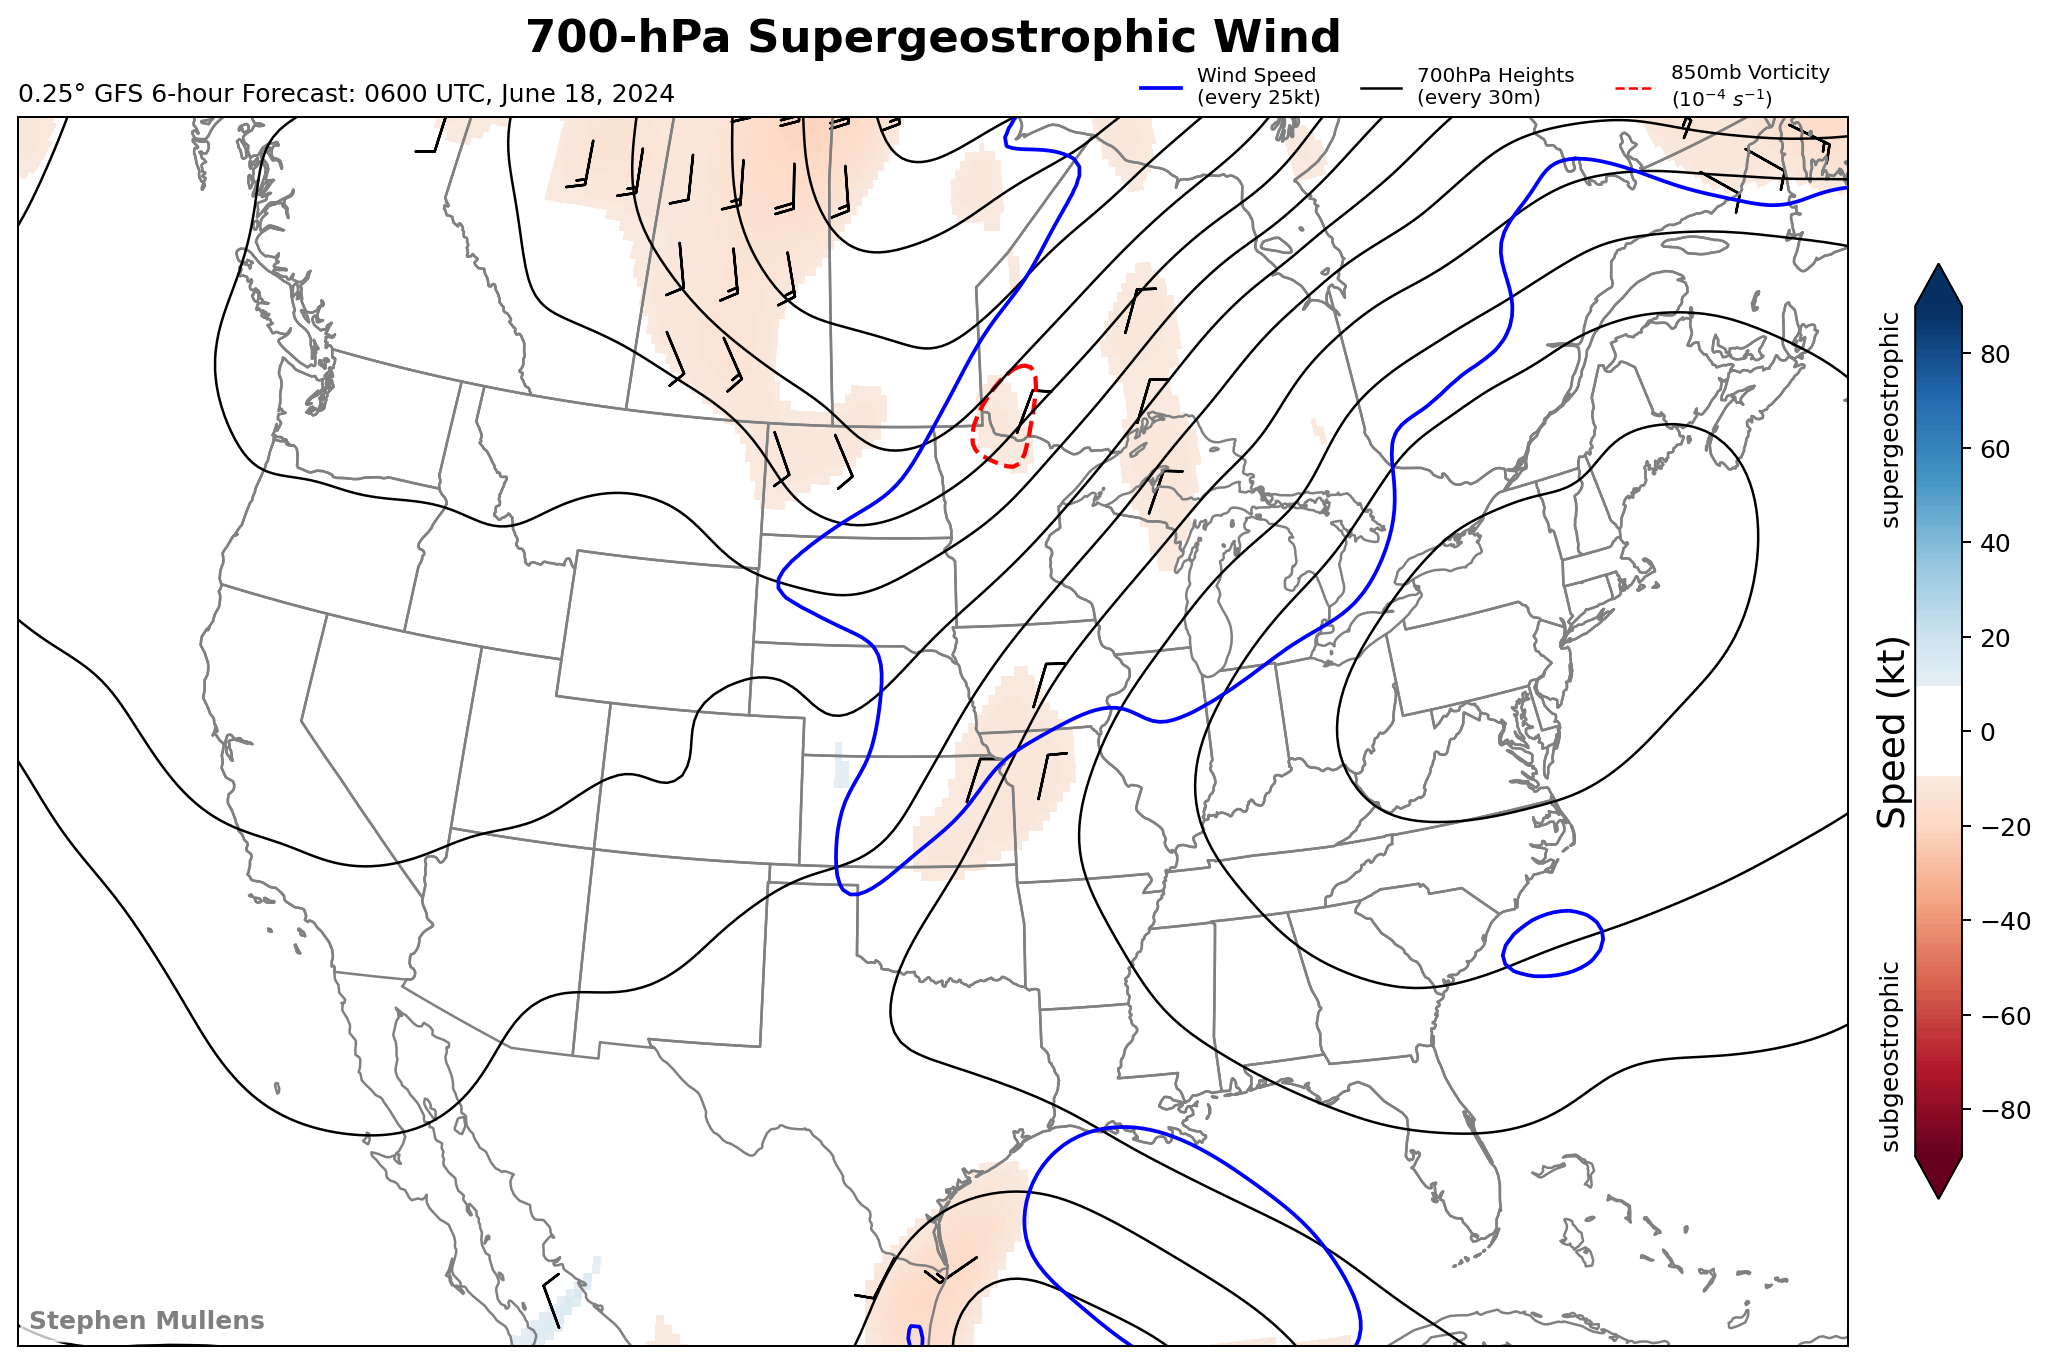 700-hPa Supergeostrophic Wind
0.25° GFS 6-hour Forecast: 0600 UTC, June 18, 2024
Wind Speed
(every 25kt)
700hPa Heights
(every 30m)
850mb Vorticity
(10⁻⁴ s⁻¹)
supergeostrophic
Speed (kt)
subgeostrophic
80
60
40
20
0
−20
−40
−60
−80
Stephen Mullens